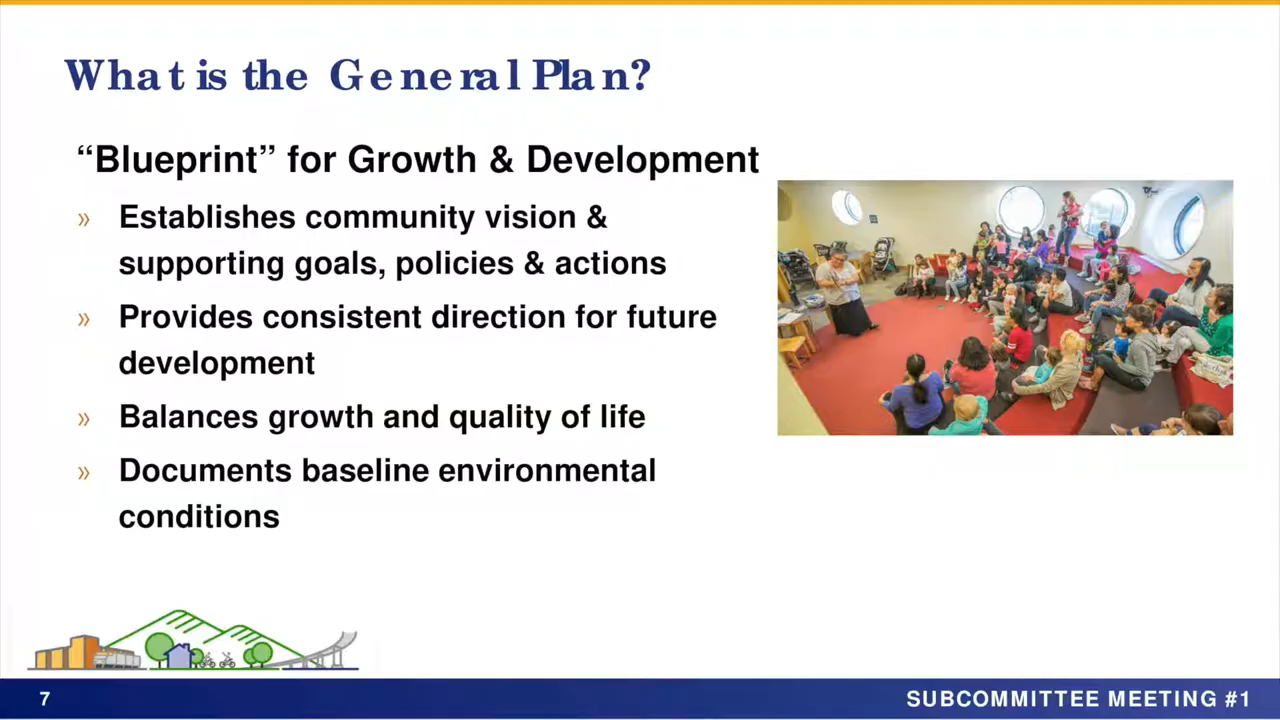 What is the General Plan?
“Blueprint” for Growth & Development
» Establishes community vision &
supporting goals, policies & actions
» Provides consistent direction for future
development
» Balances growth and quality of life
» Documents baseline environmental
conditions
7
SUBCOMMITTEE MEETING #1